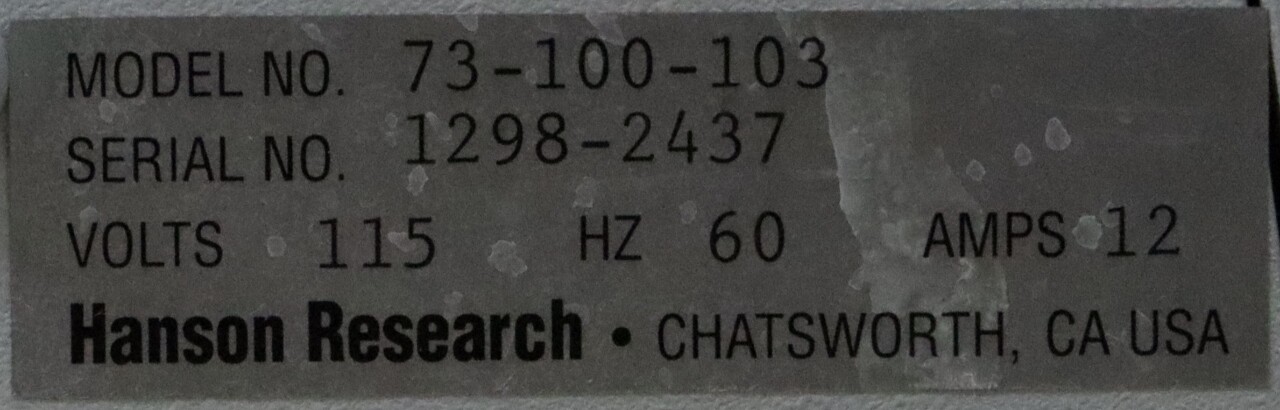 MODEL NO. 73-100-103
SERIAL NO. 1298-2437
VOLTS 115 HZ 60 AMPS 12
Hanson Research • CHATSWORTH, CA USA